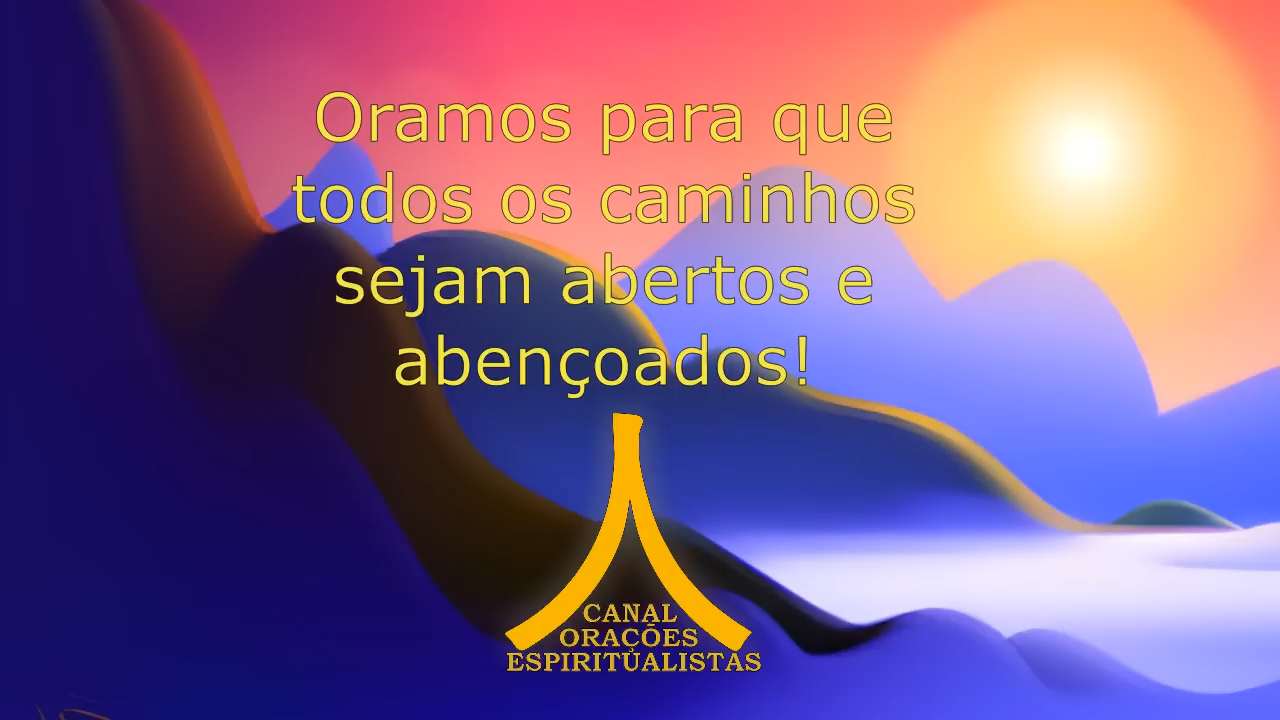 Oramos para que
todos os caminhos
sejam abertos e
abençoados!
CANAL
ORAÇÕES
ESPIRITUALISTAS